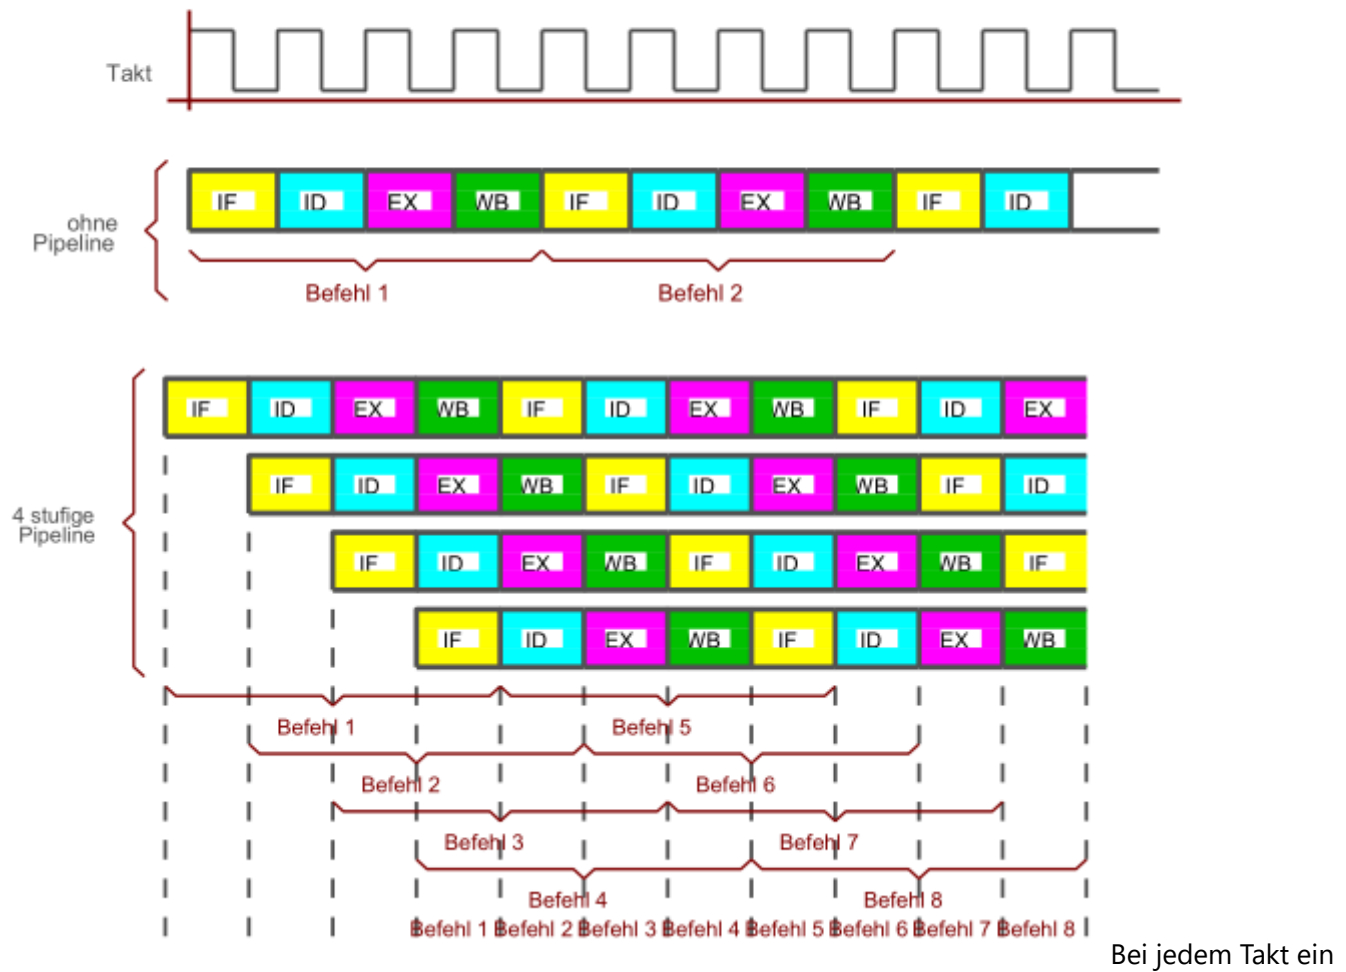 Takt
IF ID EX WB IF ID EX WB IF ID
ohne
Pipeline
Befehl 1 Befehl 2
IF ID EX WB IF ID EX WB IF ID EX
IF ID EX WB IF ID EX WB IF ID
4 stufige
Pipeline
IF ID EX WB IF ID EX WB IF
IF ID EX WB IF ID EX WB
Befehl 1 Befehl 5
Befehl 2 Befehl 6
Befehl 3 Befehl 7
Befehl 4 Befehl 8
Befehl 1 Befehl 2 Befehl 3 Befehl 4 Befehl 5 Befehl 6 Befehl 7 Befehl 8
Bei jedem Takt ein